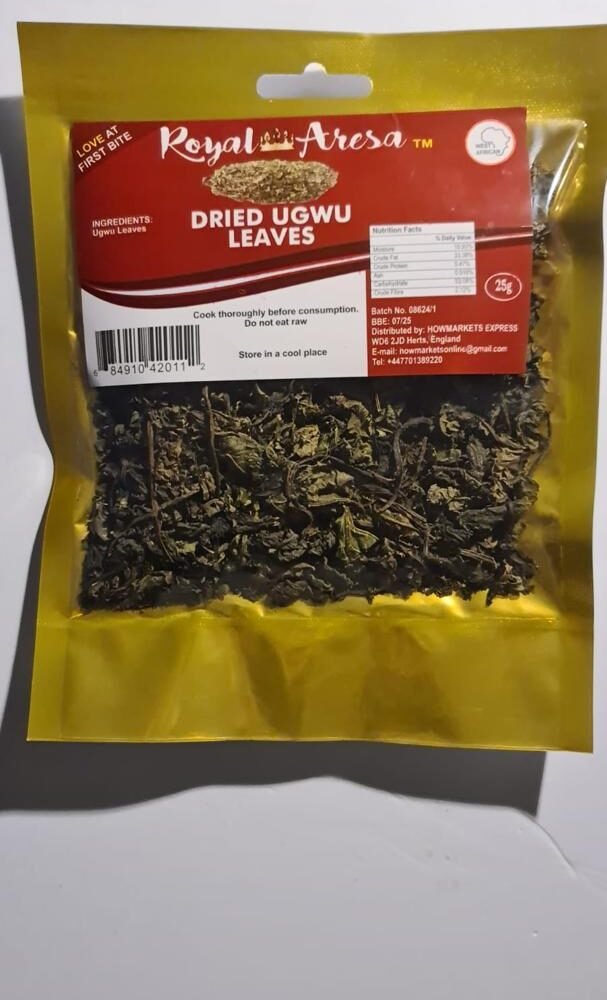 LOVE AT
FIRST BITE
Royal Aresa TM
WEST
AFRICAN
INGREDIENTS:
Ugwu Leaves
DRIED UGWU
LEAVES
Nutrition Facts
% Daily Value
Moisture
Crude Fat
Crude Protein
Ash
Carbohydrate
Crude Fibre
25g
Cook thoroughly before consumption.
Do not eat raw
Store in a cool place
6 84910 42011 2
Batch No. 08624/1
BBE: 07/25
Distributed by: HOWMARKETS EXPRESS
WD6 2JD Herts, England
E-mail: howmarketsonline@gmail.com
Tel: +447701389220